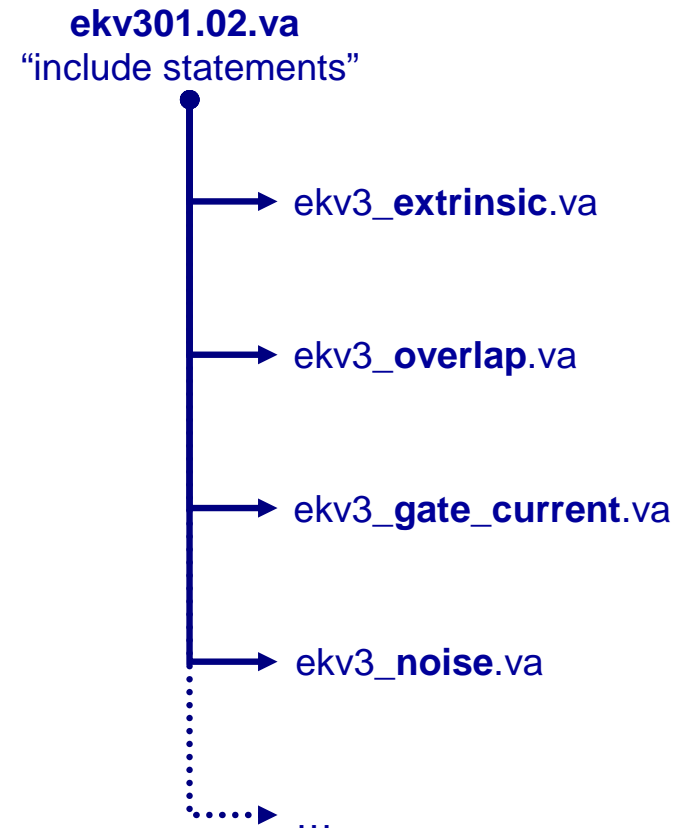 ekv301.02.va
“include statements”
ekv3_extrinsic.va
ekv3_overlap.va
ekv3_gate_current.va
ekv3_noise.va
…